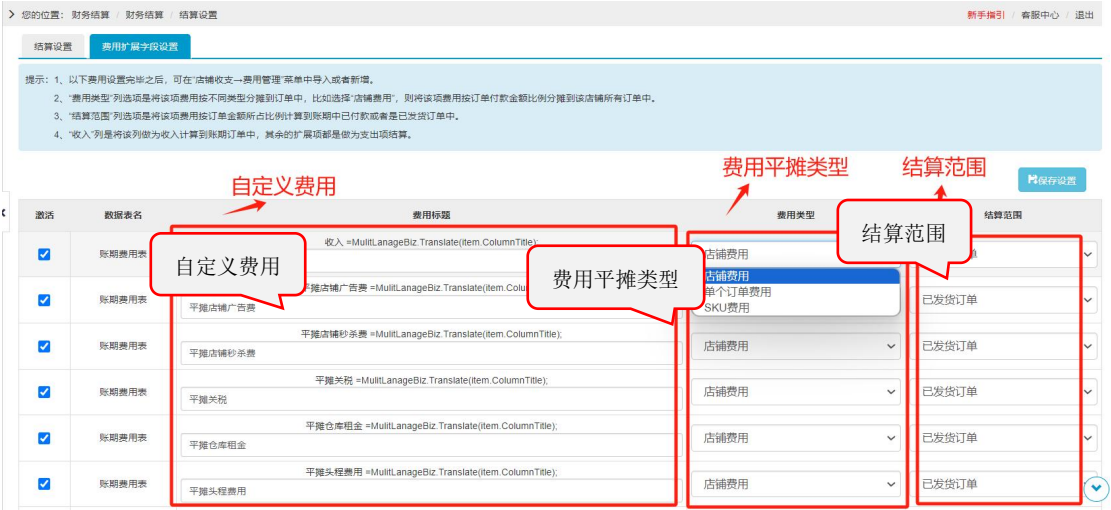 您的位置： 财务结算 / 财务结算 / 结算设置
新手指引 / 客服中心 / 退出
结算设置 费用扩展字段设置
提示：1、以下费用设置完毕之后，可在"店铺收支→费用管理"菜单中导入或者新增。
2、"费用类型"列选项是将该项费用按不同类型分摊到订单中，比如选择"店铺费用"，则将该项费用按订单付款金额比例分摊到该店铺所有订单中。
3、"结算范围"列选项是将该项费用按订单金额所占比例计算到账期中已付款或者是已发货订单中。
4、"收入"列是将该列做为收入计算到账期订单中，其余的扩展项都是做为支出项结算。
自定义费用
费用平摊类型
结算范围
保存设置
激活 数据表名 费用标题 费用类型 结算范围
账期费用表
收入 =MulitLanageBiz.Translate(item.ColumnTitle);
店铺费用
自定义费用
费用平摊类型
结算范围
店铺费用
单个订单费用
SKU费用
账期费用表
平摊店铺广告费
已发货订单
账期费用表
平摊店铺秒杀费 =MulitLanageBiz.Translate(item.ColumnTitle);
平摊店铺秒杀费
店铺费用
已发货订单
账期费用表
平摊关税 =MulitLanageBiz.Translate(item.ColumnTitle);
平摊关税
店铺费用
已发货订单
账期费用表
平摊仓库租金 =MulitLanageBiz.Translate(item.ColumnTitle);
平摊仓库租金
店铺费用
已发货订单
账期费用表
平摊头程费用 =MulitLanageBiz.Translate(item.ColumnTitle);
平摊头程费用
店铺费用
已发货订单